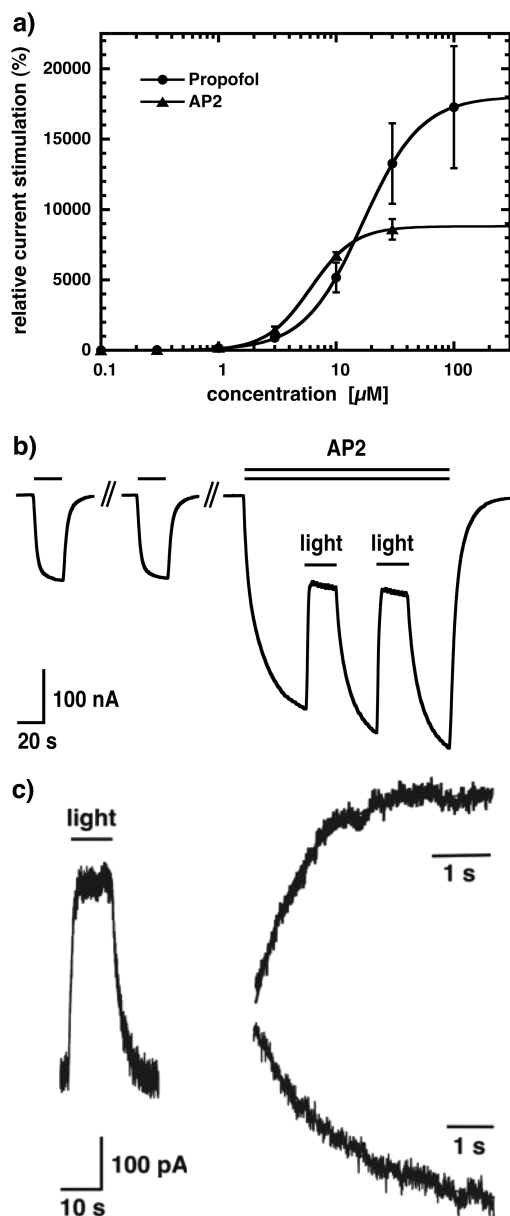 a)
relative current stimulation (%)
20000
15000
10000
5000
0
Propofol
AP2
0.1
1
10
100
concentration [µM]
b)
AP2
light
light
100 nA
20 s
c)
light
1 s
1 s
100 pA
10 s